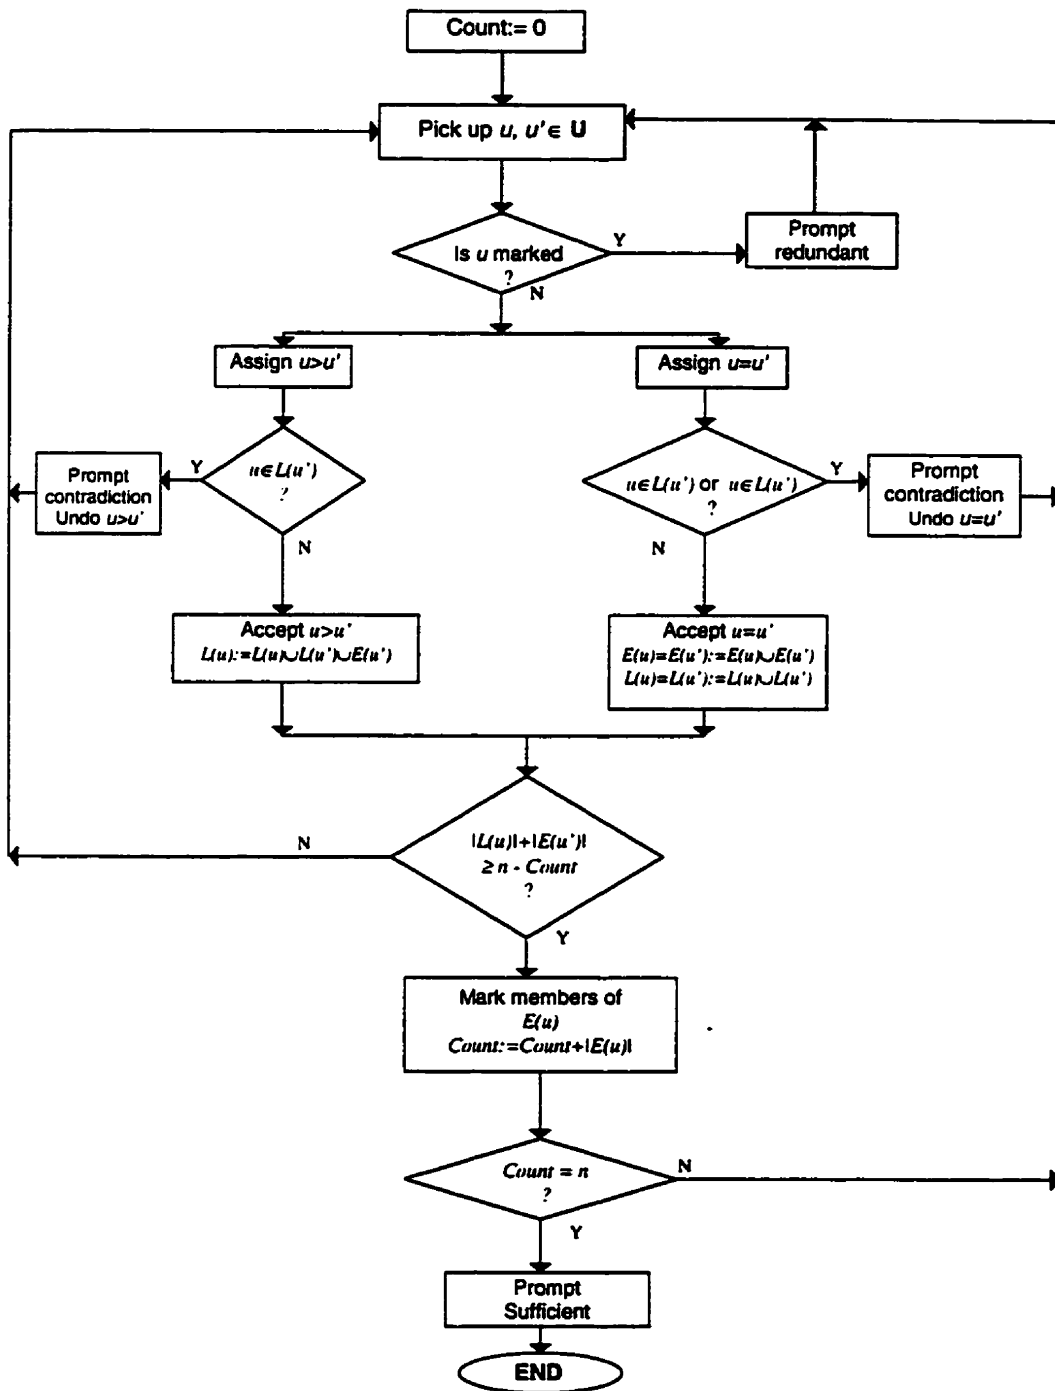 Count:= 0
Pick up u, u' ∈ U
Is u marked
?
Y
N
Prompt
redundant
Assign u>u'
Assign u=u'
Prompt
contradiction
Undo u>u'
Y
u∈L(u')
?
N
u∈L(u') or u∈L(u')
?
Y
N
Prompt
contradiction
Undo u=u'
Accept u>u'
L(u):=L(u)∪L(u')∪E(u')
Accept u=u'
E(u)=E(u'):=E(u)∪E(u')
L(u)=L(u'):=L(u)∪L(u')
N
|L(u)|+|E(u')|
≥ n - Count
?
Y
Mark members of
E(u)
Count:=Count+|E(u)|
Count = n
?
N
Y
Prompt
Sufficient
END